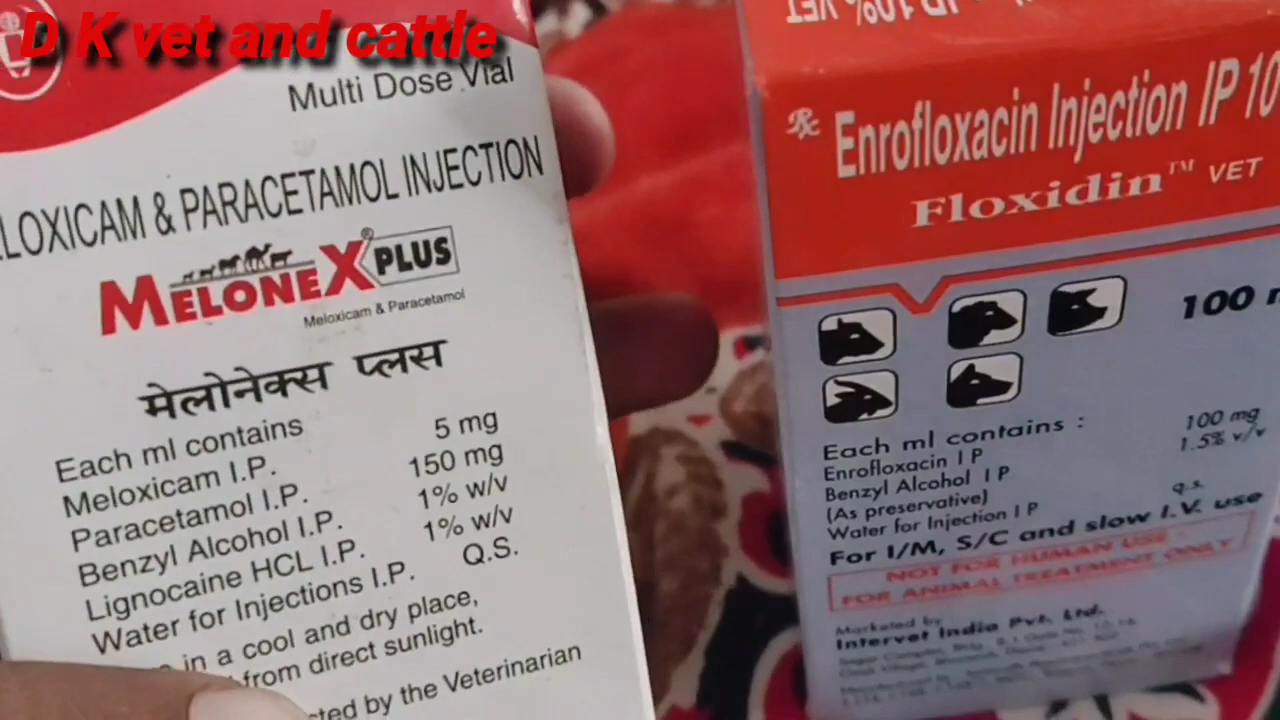 D K vet and cattle
Multi Dose Vial
LOXICAM & PARACETAMOL INJECTION
MELONEX® PLUS
Meloxicam & Paracetamol
मेलोनेक्स प्लस
Each ml contains
Meloxicam I.P. 5 mg
Paracetamol I.P. 150 mg
Benzyl Alcohol I.P. 1% w/v
Lignocaine HCL I.P. 1% w/v
Water for Injections I.P. Q.S.
in a cool and dry place,
from direct sunlight.
ted by the Veterinarian
10% VET
Rx Enrofloxacin Injection IP 10
Floxidin™ VET
100
Each ml contains :
Enrofloxacin I P 100 mg
Benzyl Alcohol I P 1.5% v/v
(As preservative)
Water for Injection I P q.s.
For I/M, S/C and slow I.V. use
NOT FOR HUMAN USE
FOR ANIMAL TREATMENT ONLY
Marketed by
Intervet India Pvt. Ltd.